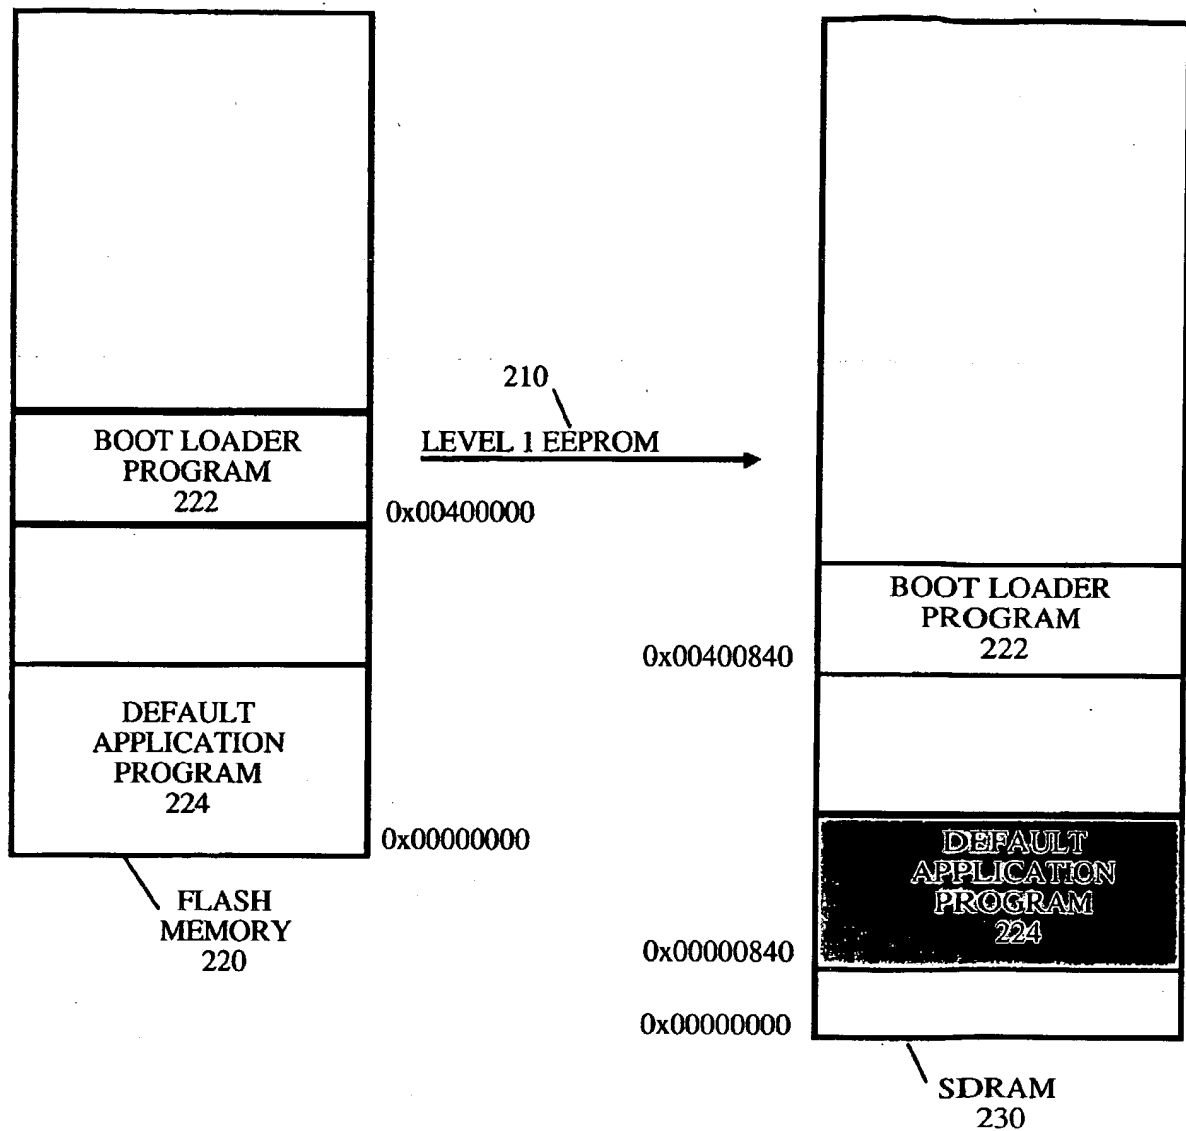 210
BOOT LOADER
PROGRAM
222
LEVEL 1 EEPROM
0x00400000
BOOT LOADER
PROGRAM
222
0x00400840
DEFAULT
APPLICATION
PROGRAM
224
0x00000000
DEFAULT
APPLICATION
PROGRAM
224
0x00000840
0x00000000
FLASH
MEMORY
220
SDRAM
230